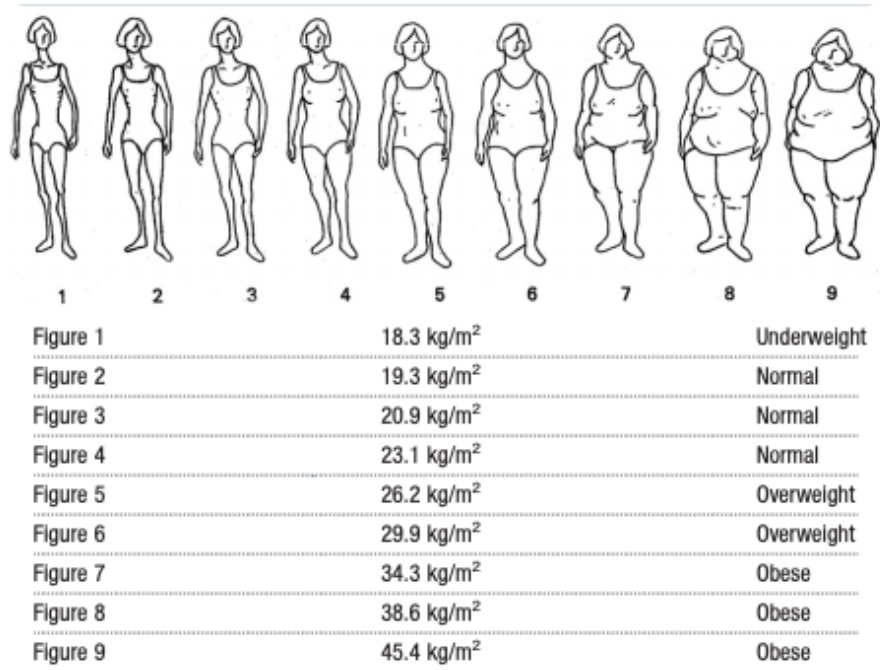 1 2 3 4 5 6 7 8 9
Figure 1 18.3 kg/m² Underweight
Figure 2 19.3 kg/m² Normal
Figure 3 20.9 kg/m² Normal
Figure 4 23.1 kg/m² Normal
Figure 5 26.2 kg/m² Overweight
Figure 6 29.9 kg/m² Overweight
Figure 7 34.3 kg/m² Obese
Figure 8 38.6 kg/m² Obese
Figure 9 45.4 kg/m² Obese